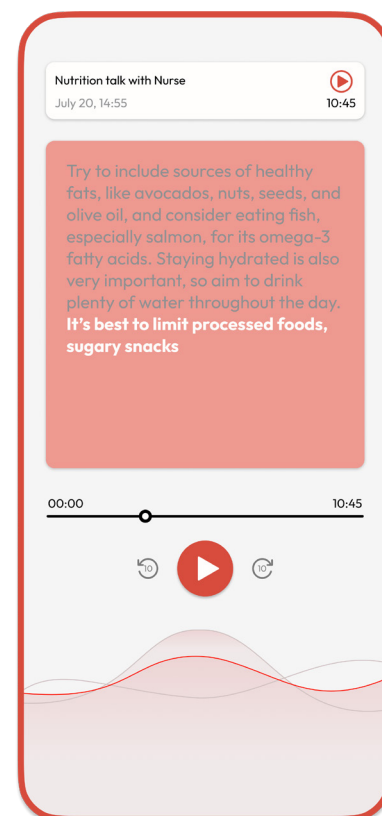 Nutrition talk with Nurse
July 20, 14:55
10:45
Try to include sources of healthy
fats, like avocados, nuts, seeds, and
olive oil, and consider eating fish,
especially salmon, for its omega-3
fatty acids. Staying hydrated is also
very important, so aim to drink
plenty of water throughout the day.
It's best to limit processed foods,
sugary snacks
00:00
10:45
10
10